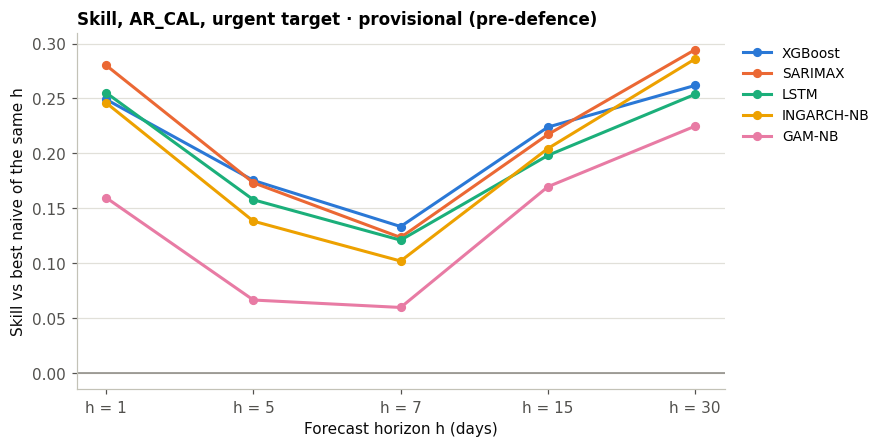 Skill, AR_CAL, urgent target · provisional (pre-defence)
Skill vs best naive of the same h
0.30
0.25
0.20
0.15
0.10
0.05
0.00
h = 1
h = 5
h = 7
h = 15
h = 30
Forecast horizon h (days)
XGBoost
SARIMAX
LSTM
INGARCH-NB
GAM-NB